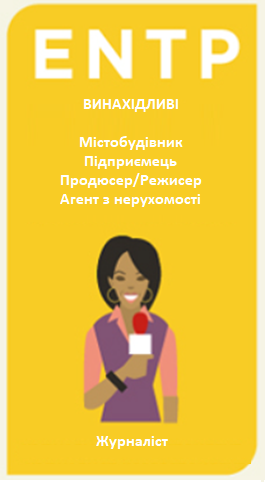 ENTP
ВИНАХІДЛИВІ
Містобудівник
Підприємець
Продюсер/Режисер
Агент з нерухомості
Журналіст